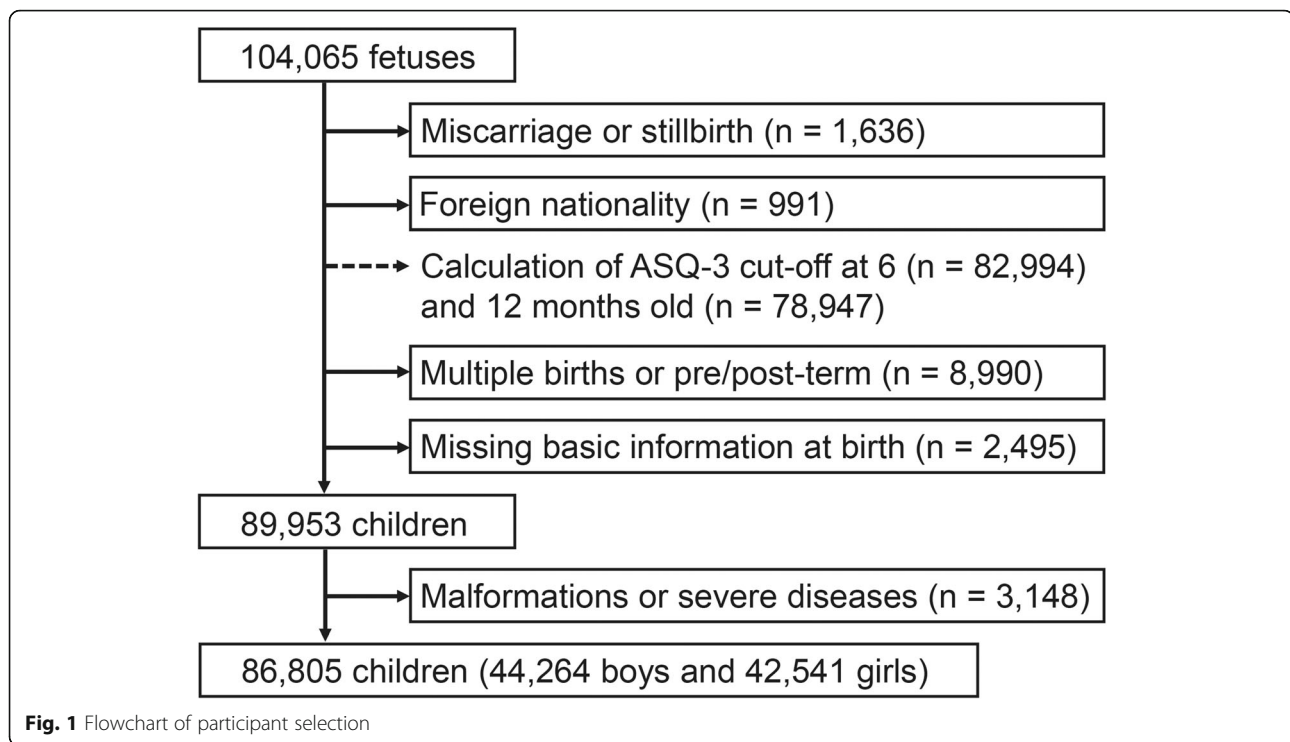 104,065 fetuses
Miscarriage or stillbirth (n = 1,636)
Foreign nationality (n = 991)
Calculation of ASQ-3 cut-off at 6 (n = 82,994)
and 12 months old (n = 78,947)
Multiple births or pre/post-term (n = 8,990)
Missing basic information at birth (n = 2,495)
89,953 children
Malformations or severe diseases (n = 3,148)
86,805 children (44,264 boys and 42,541 girls)
Fig. 1 Flowchart of participant selection